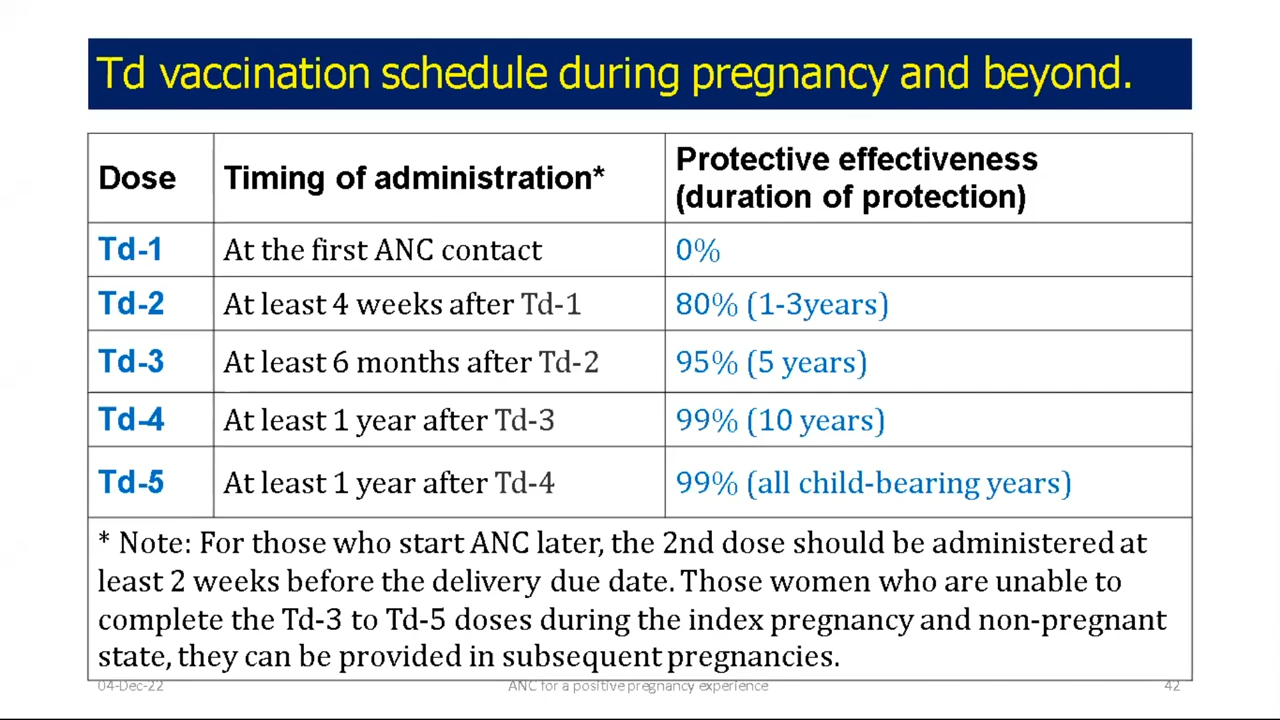 Td vaccination schedule during pregnancy and beyond.
Dose Timing of administration* Protective effectiveness (duration of protection)
Td-1 At the first ANC contact 0%
Td-2 At least 4 weeks after Td-1 80% (1-3years)
Td-3 At least 6 months after Td-2 95% (5 years)
Td-4 At least 1 year after Td-3 99% (10 years)
Td-5 At least 1 year after Td-4 99% (all child-bearing years)
* Note: For those who start ANC later, the 2nd dose should be administered at
least 2 weeks before the delivery due date. Those women who are unable to
complete the Td-3 to Td-5 doses during the index pregnancy and non-pregnant
state, they can be provided in subsequent pregnancies.
04-Dec-22 ANC for a positive pregnancy experience 42